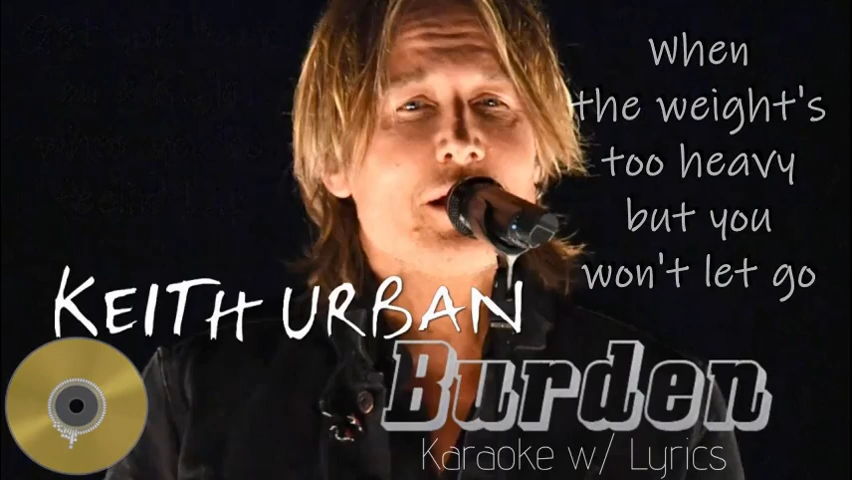 When
the weight's
too heavy
but you
won't let go
KEITH URBAN
Burden
Karaoke w/ Lyrics